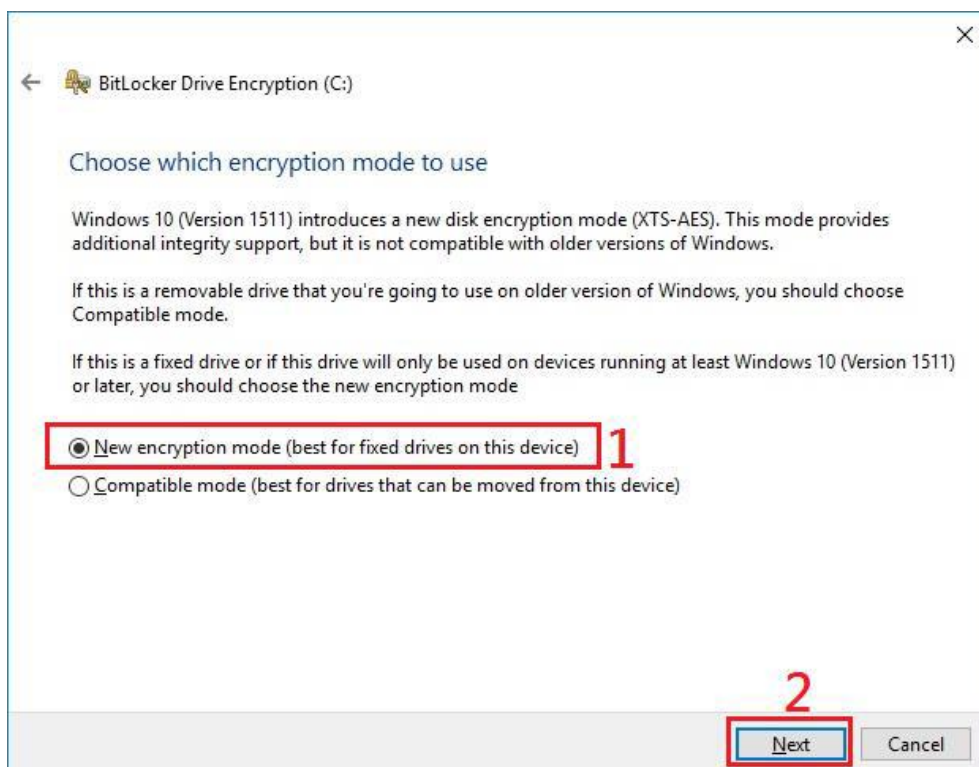 BitLocker Drive Encryption (C:)
Choose which encryption mode to use
Windows 10 (Version 1511) introduces a new disk encryption mode (XTS-AES). This mode provides
additional integrity support, but it is not compatible with older versions of Windows.
If this is a removable drive that you're going to use on older version of Windows, you should choose
Compatible mode.
If this is a fixed drive or if this drive will only be used on devices running at least Windows 10 (Version 1511)
or later, you should choose the new encryption mode
New encryption mode (best for fixed drives on this device) 1
Compatible mode (best for drives that can be moved from this device)
2
Next Cancel